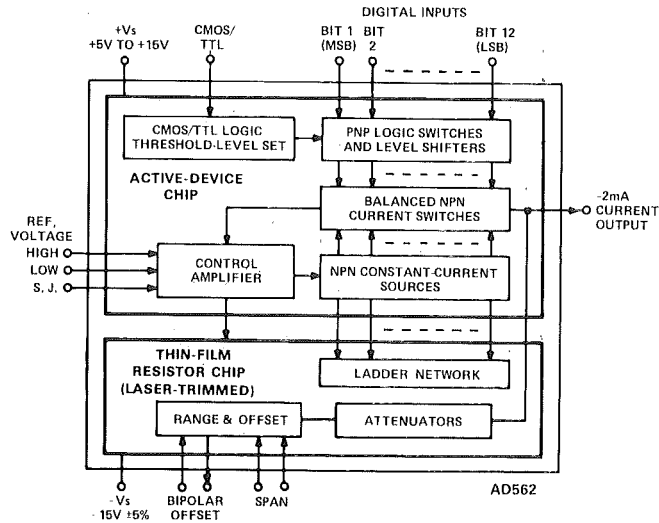 DIGITAL INPUTS
+Vs
+5V TO +15V
CMOS/
TTL
BIT 1
(MSB)
BIT
2
BIT 12
(LSB)
CMOS/TTL LOGIC
THRESHOLD-LEVEL SET
PNP LOGIC SWITCHES
AND LEVEL SHIFTERS
ACTIVE-DEVICE
CHIP
BALANCED NPN
CURRENT SWITCHES
-2mA
CURRENT
OUTPUT
REF,
VOLTAGE
HIGH
LOW
S. J.
CONTROL
AMPLIFIER
NPN CONSTANT-CURRENT
SOURCES
THIN-FILM
RESISTOR CHIP
(LASER-TRIMMED)
LADDER NETWORK
RANGE & OFFSET
ATTENUATORS
-Vs
-15V ±5%
BIPOLAR
OFFSET
SPAN
AD562